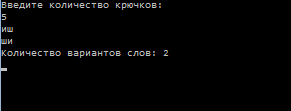 Введите количество крючков:
5
иш
ши
Количество вариантов слов: 2